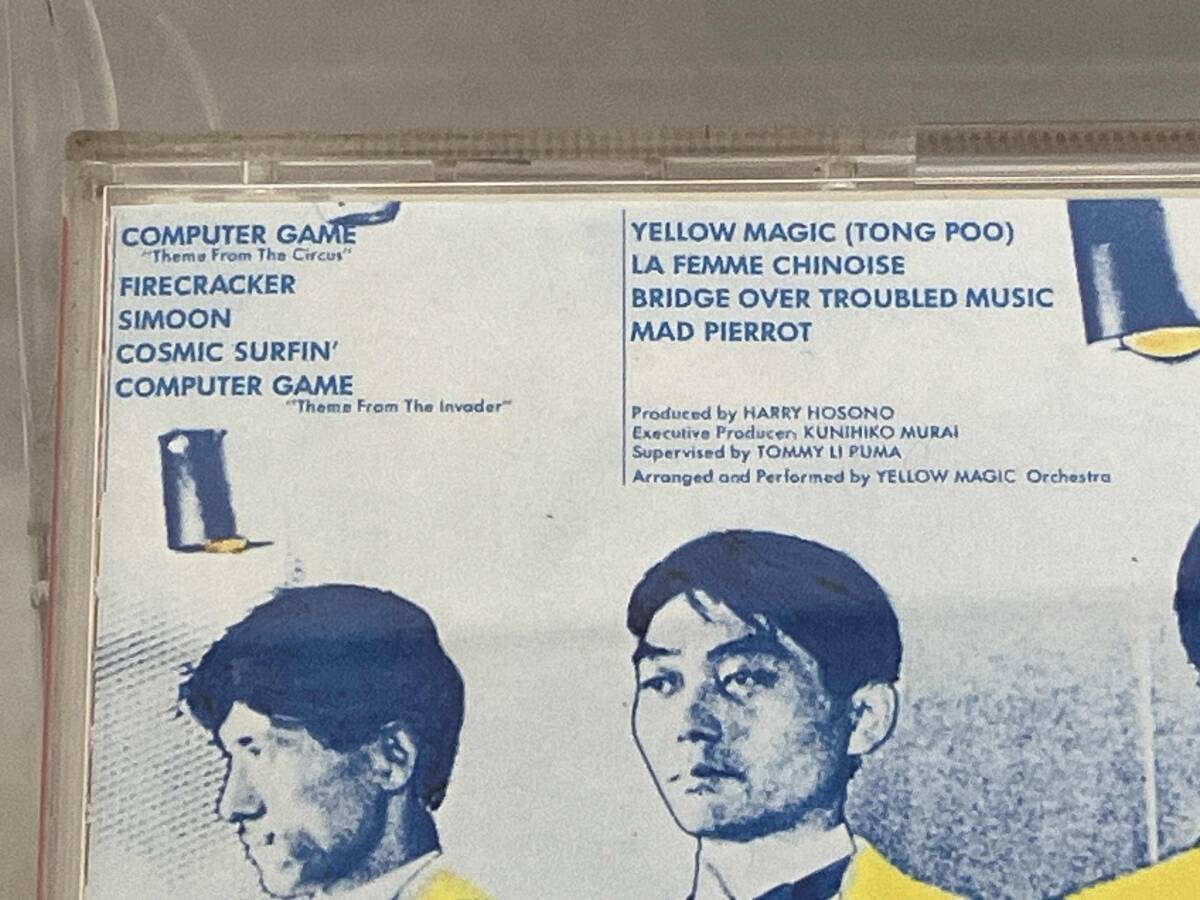 COMPUTER GAME
"Theme From The Circus"
FIRECRACKER
SIMOON
COSMIC SURFIN'
COMPUTER GAME
"Theme From The Invader"
YELLOW MAGIC (TONG POO)
LA FEMME CHINOISE
BRIDGE OVER TROUBLED MUSIC
MAD PIERROT
Produced by HARRY HOSONO
Executive Producer: KUNIHIKO MURAI
Supervised by TOMMY LI PUMA
Arranged and Performed by YELLOW MAGIC Orchestra